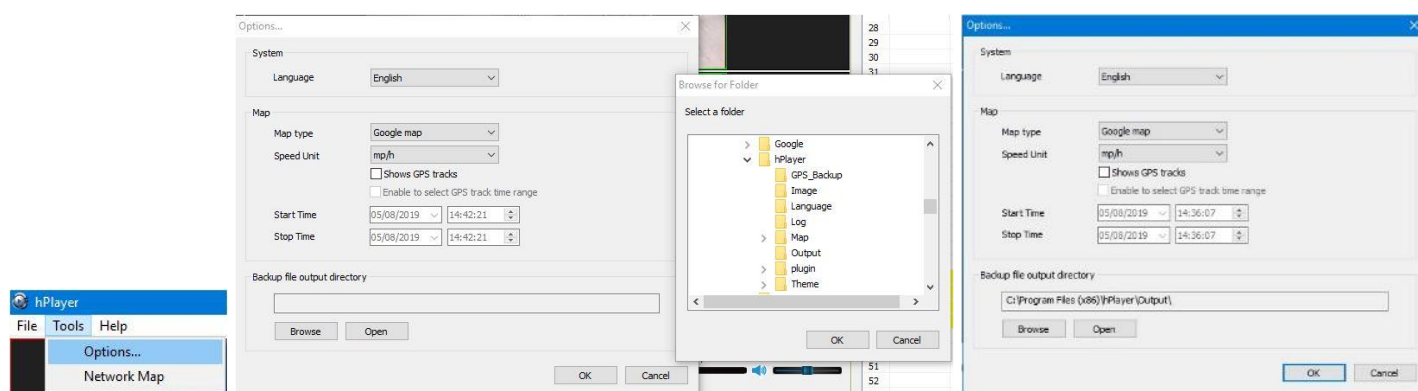 hPlayer
File Tools Help
Options...
Network Map
Options...
System
Language English
Map
Map type Google map
Speed Unit mp/h
Shows GPS tracks
Enable to select GPS track time range
Start Time 05/08/2019 14:42:21
Stop Time 05/08/2019 14:42:21
Backup file output directory
Browse Open
OK Cancel
28
29
30
31
Browse for Folder
Select a folder
Google
hPlayer
GPS_Backup
Image
Language
Log
Map
Output
plugin
Theme
OK Cancel
51
52
Options...
System
Language English
Map
Map type Google map
Speed Unit mp/h
Shows GPS tracks
Enable to select GPS track time range
Start Time 05/08/2019 14:36:07
Stop Time 05/08/2019 14:36:07
Backup file output directory
C:\Program Files (x86)\hPlayer\Output\
Browse Open
OK Cancel